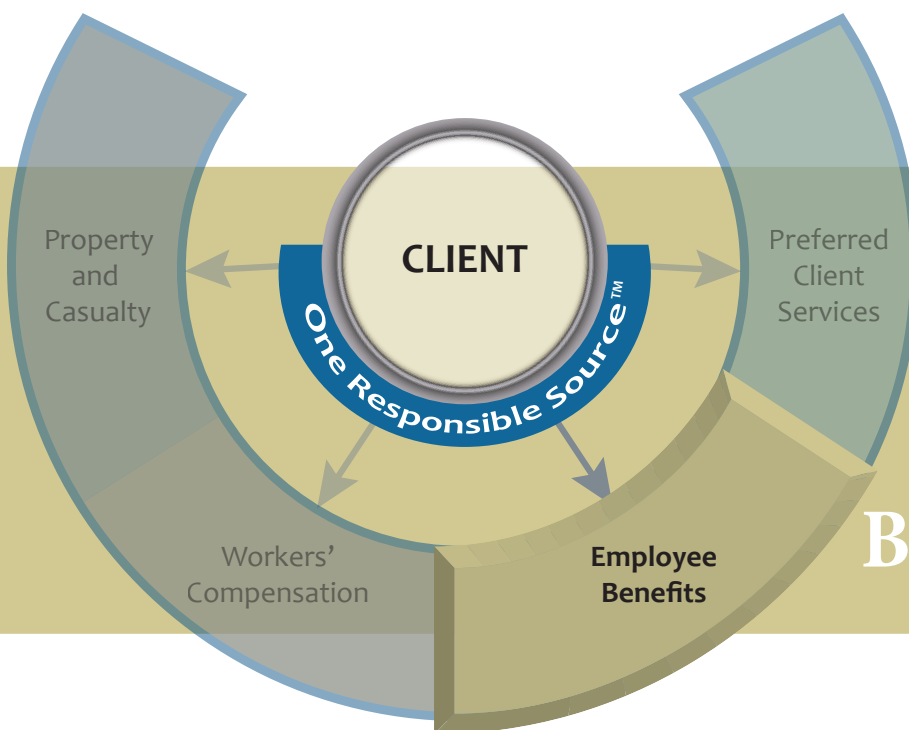 CLIENT
One Responsible Source™
Property
and
Casualty
Preferred
Client
Services
Workers’
Compensation
Employee
Benefits
B